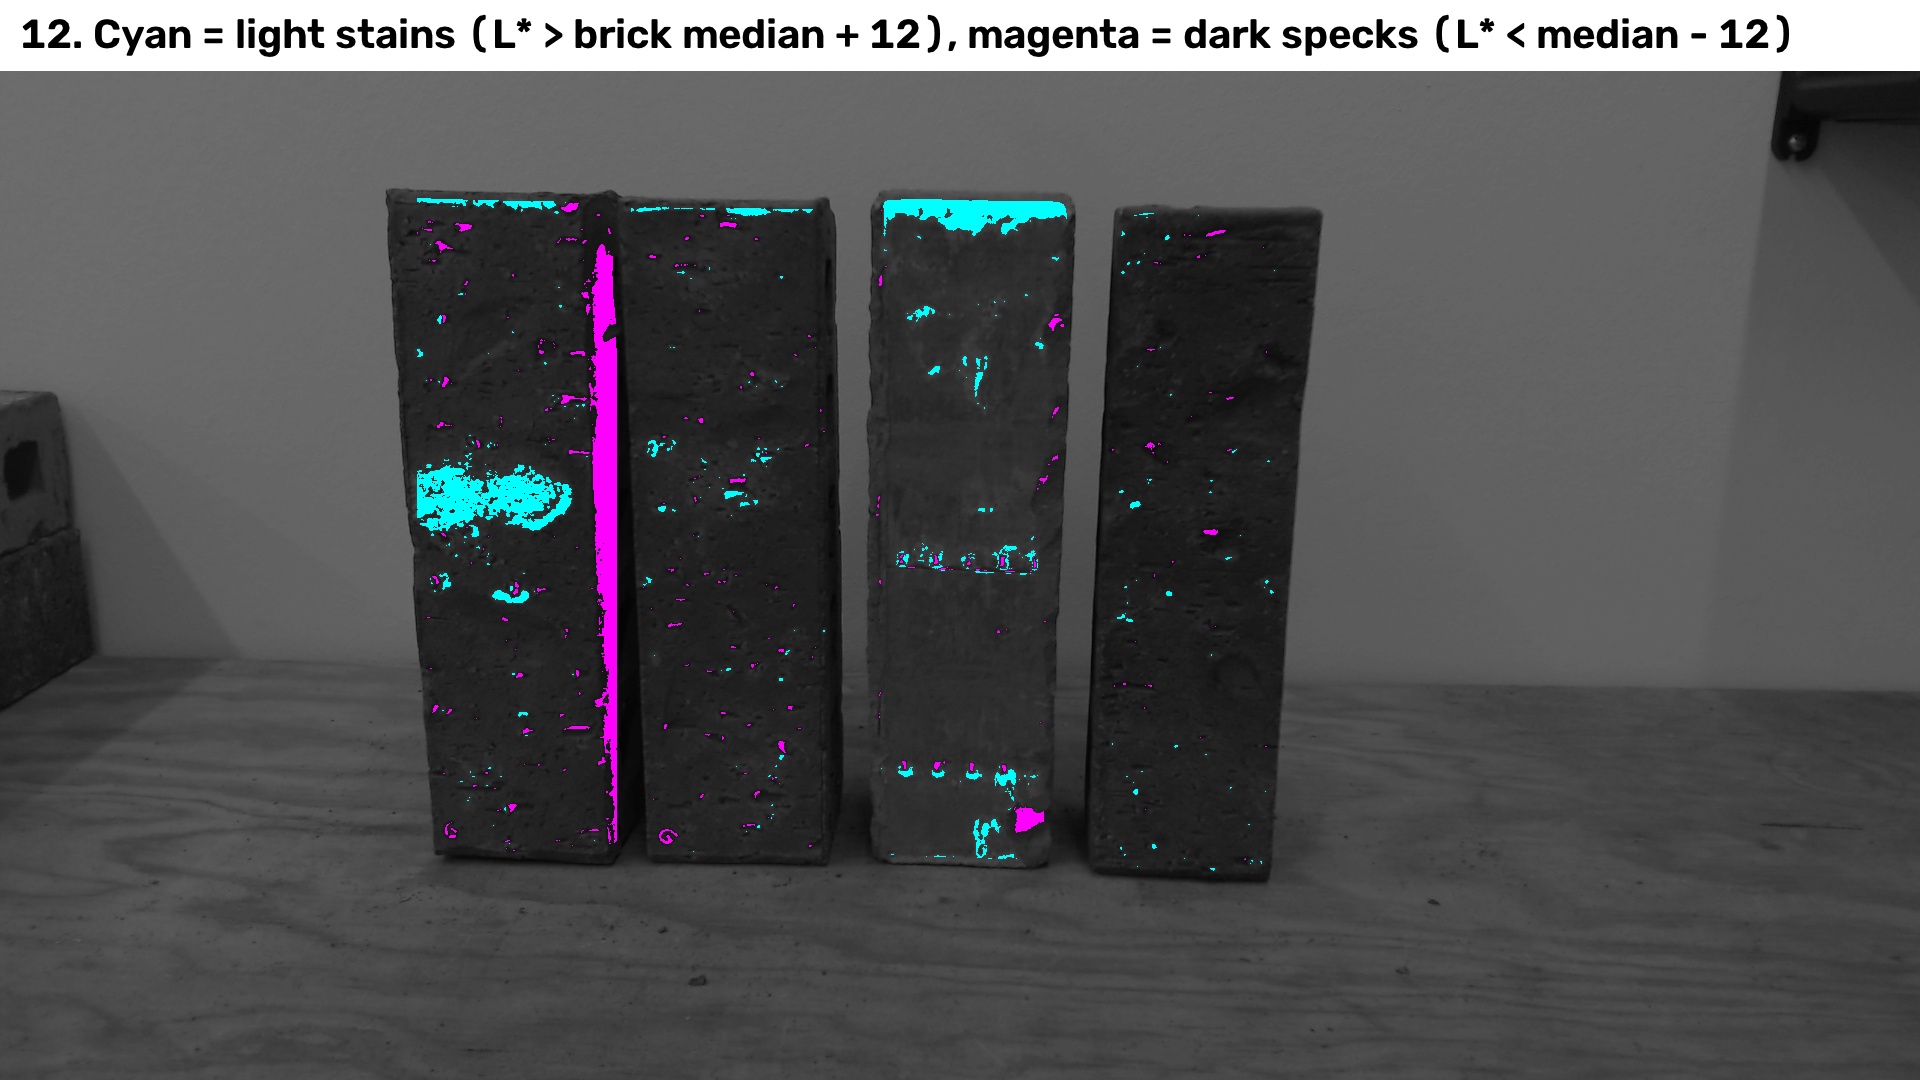 12. Cyan = light stains (L* > brick median + 12), magenta = dark specks (L* < median - 12)